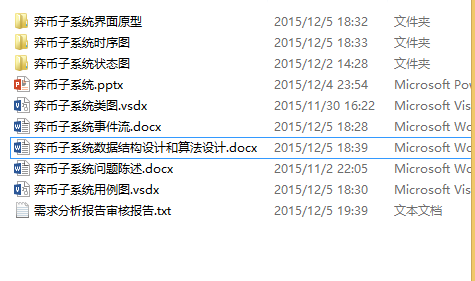 弈币子系统界面原型 2015/12/5 18:32 文件夹
弈币子系统时序图 2015/12/5 18:33 文件夹
弈币子系统状态图 2015/12/2 14:28 文件夹
弈币子系统.pptx 2015/12/4 23:54 Microsoft Pow
弈币子系统类图.vsdx 2015/11/30 16:22 Microsoft Vis
弈币子系统事件流.docx 2015/12/5 18:28 Microsoft Wo
弈币子系统数据结构设计和算法设计.docx 2015/12/5 18:39 Microsoft Wo
弈币子系统问题陈述.docx 2015/11/2 22:05 Microsoft Wo
弈币子系统用例图.vsdx 2015/12/5 18:30 Microsoft Vis
需求分析报告审核报告.txt 2015/12/5 19:39 文本文档